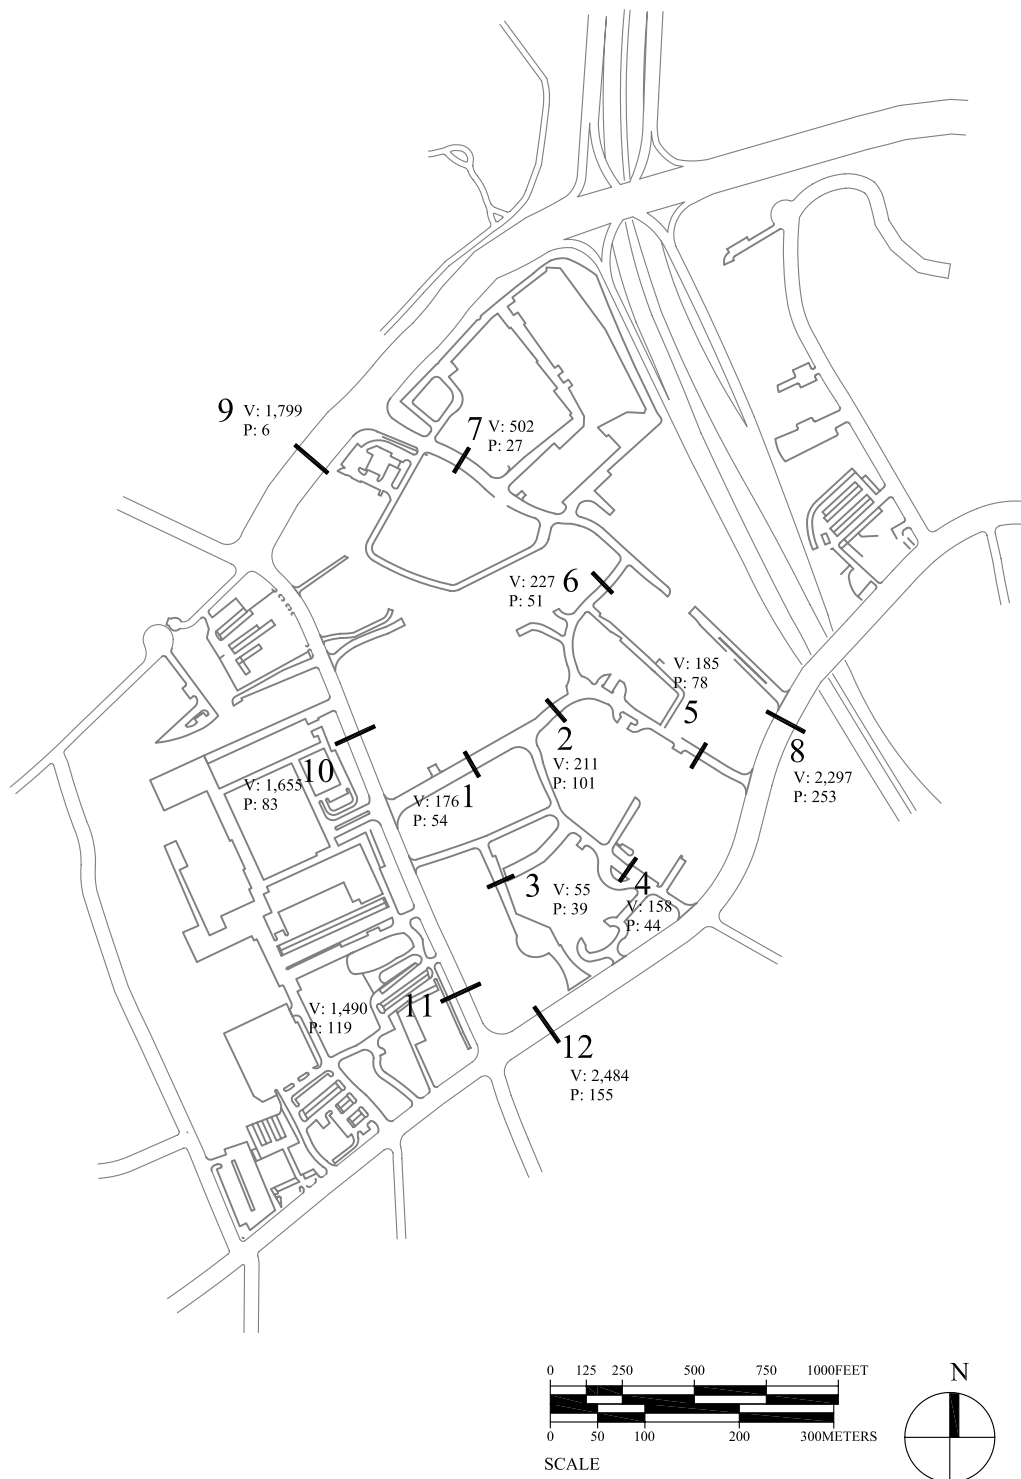 9
V: 1,799
P: 6
7
V: 502
P: 27
V: 227
P: 51
6
V: 185
P: 78
5
2
V: 211
P: 101
8
V: 2,297
P: 253
10
V: 1,655
P: 83
1
V: 176
P: 54
3
V: 55
P: 39
4
V: 158
P: 44
11
V: 1,490
P: 119
12
V: 2,484
P: 155
0 125 250 500 750 1000FEET
0 50 100 200 300METERS
SCALE
N